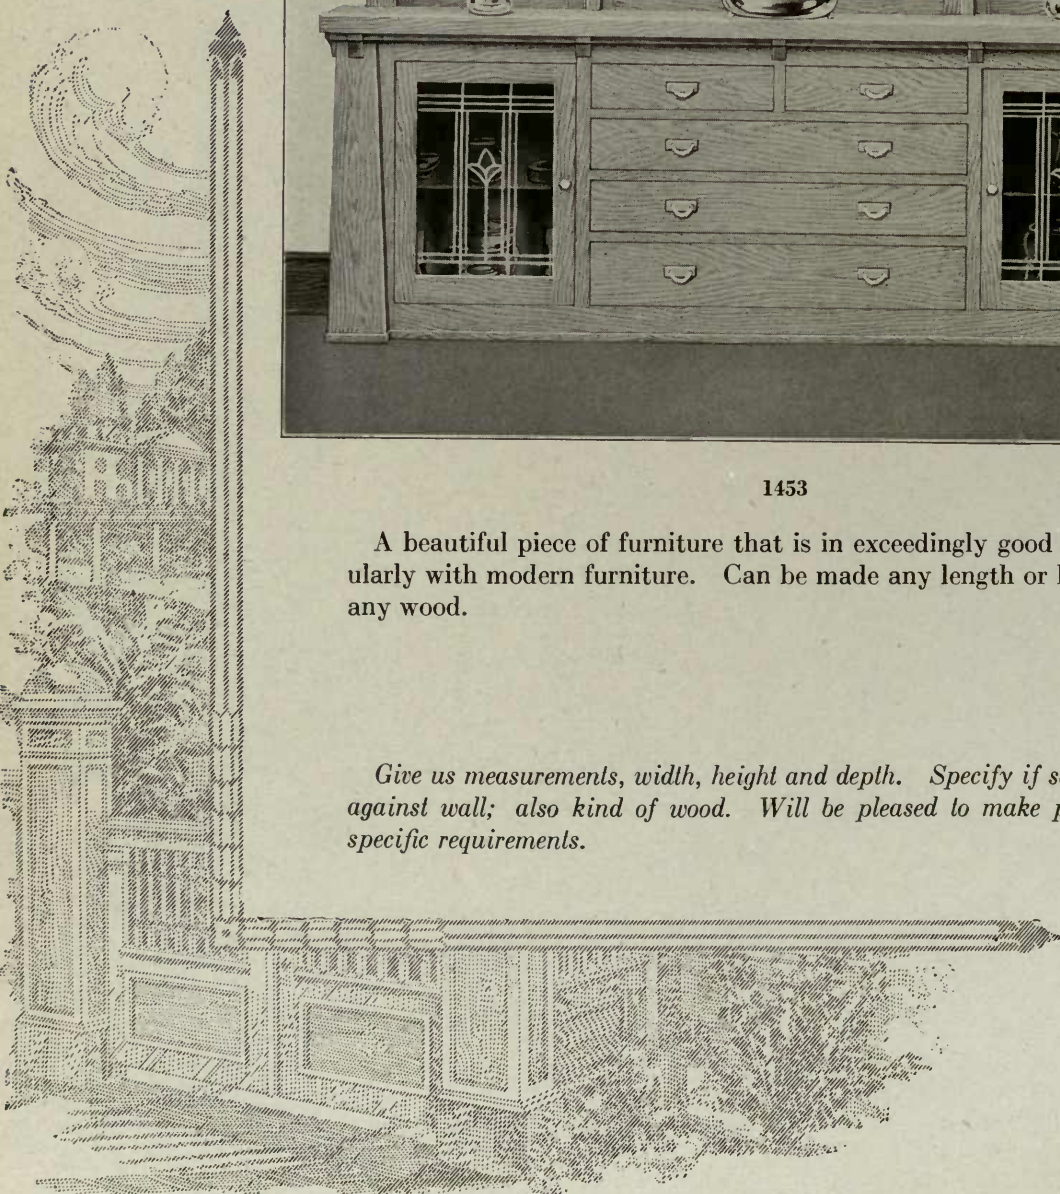 1453
A beautiful piece of furniture that is in exceedingly good
ularly with modern furniture. Can be made any length or
any wood.
Give us measurements, width, height and depth. Specify if
against wall; also kind of wood. Will be pleased to make
specific requirements.